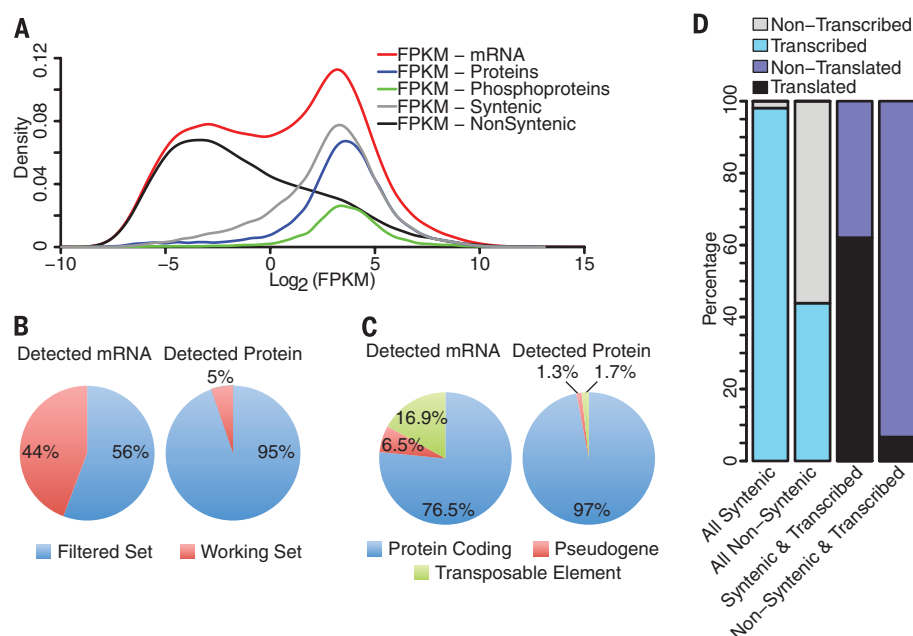 A
0.12
0.08
0.04
0
Density
FPKM – mRNA
FPKM – Proteins
FPKM – Phosphoproteins
FPKM – Syntenic
FPKM – NonSyntenic
−10
−5
0
5
10
15
Log2 (FPKM)
B
Detected mRNA
Detected Protein
44%
56%
5%
95%
Filtered Set
Working Set
C
Detected mRNA
Detected Protein
16.9%
6.5%
76.5%
1.3%
1.7%
97%
Protein Coding
Pseudogene
Transposable Element
D
Non−Transcribed
Transcribed
Non−Translated
Translated
100
80
60
40
20
0
Percentage
All Syntenic
All Non−Syntenic
Syntenic & Transcribed
Non−Syntenic & Transcribed